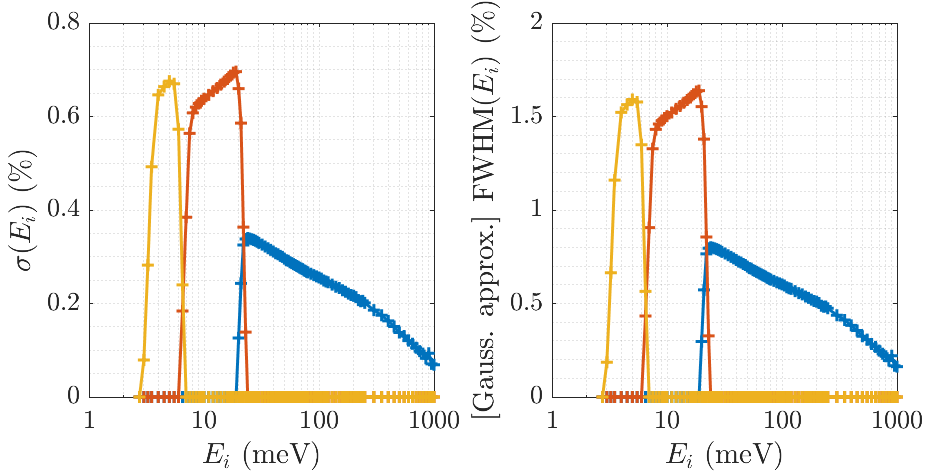 0.8
0.6
0.4
0.2
0
σ(E_i) (%)
1 10 100 1000
E_i (meV)
2
1.5
1
0.5
0
[Gauss. approx.] FWHM(E_i) (%)
1 10 100 1000
E_i (meV)